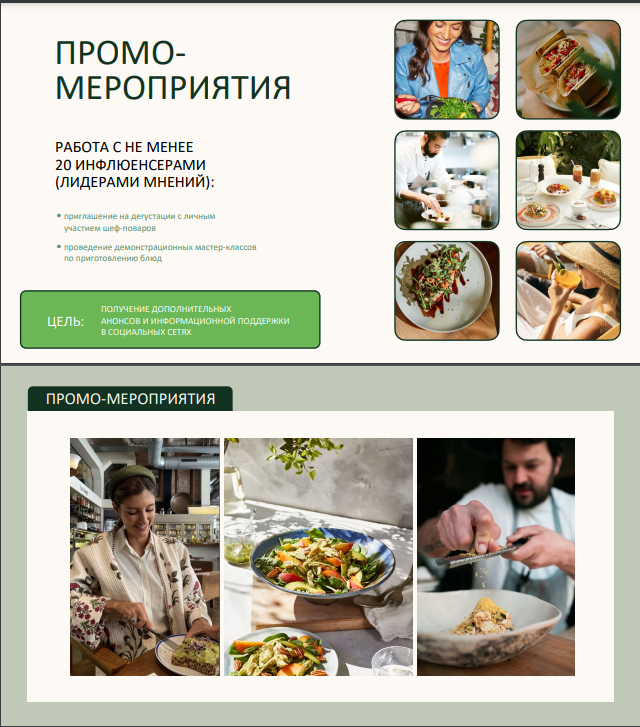 ПРОМО-
МЕРОПРИЯТИЯ
РАБОТА С НЕ МЕНЕЕ
20 ИНФЛЮЕНСЕРАМИ
(ЛИДЕРАМИ МНЕНИЙ):
• приглашение на дегустации с личным
участием шеф-поваров
• проведение демонстрационных мастер-классов
по приготовлению блюд
ЦЕЛЬ:
ПОЛУЧЕНИЕ ДОПОЛНИТЕЛЬНЫХ
АНОНСОВ И ИНФОРМАЦИОННОЙ ПОДДЕРЖКИ
В СОЦИАЛЬНЫХ СЕТЯХ
ПРОМО-МЕРОПРИЯТИЯ